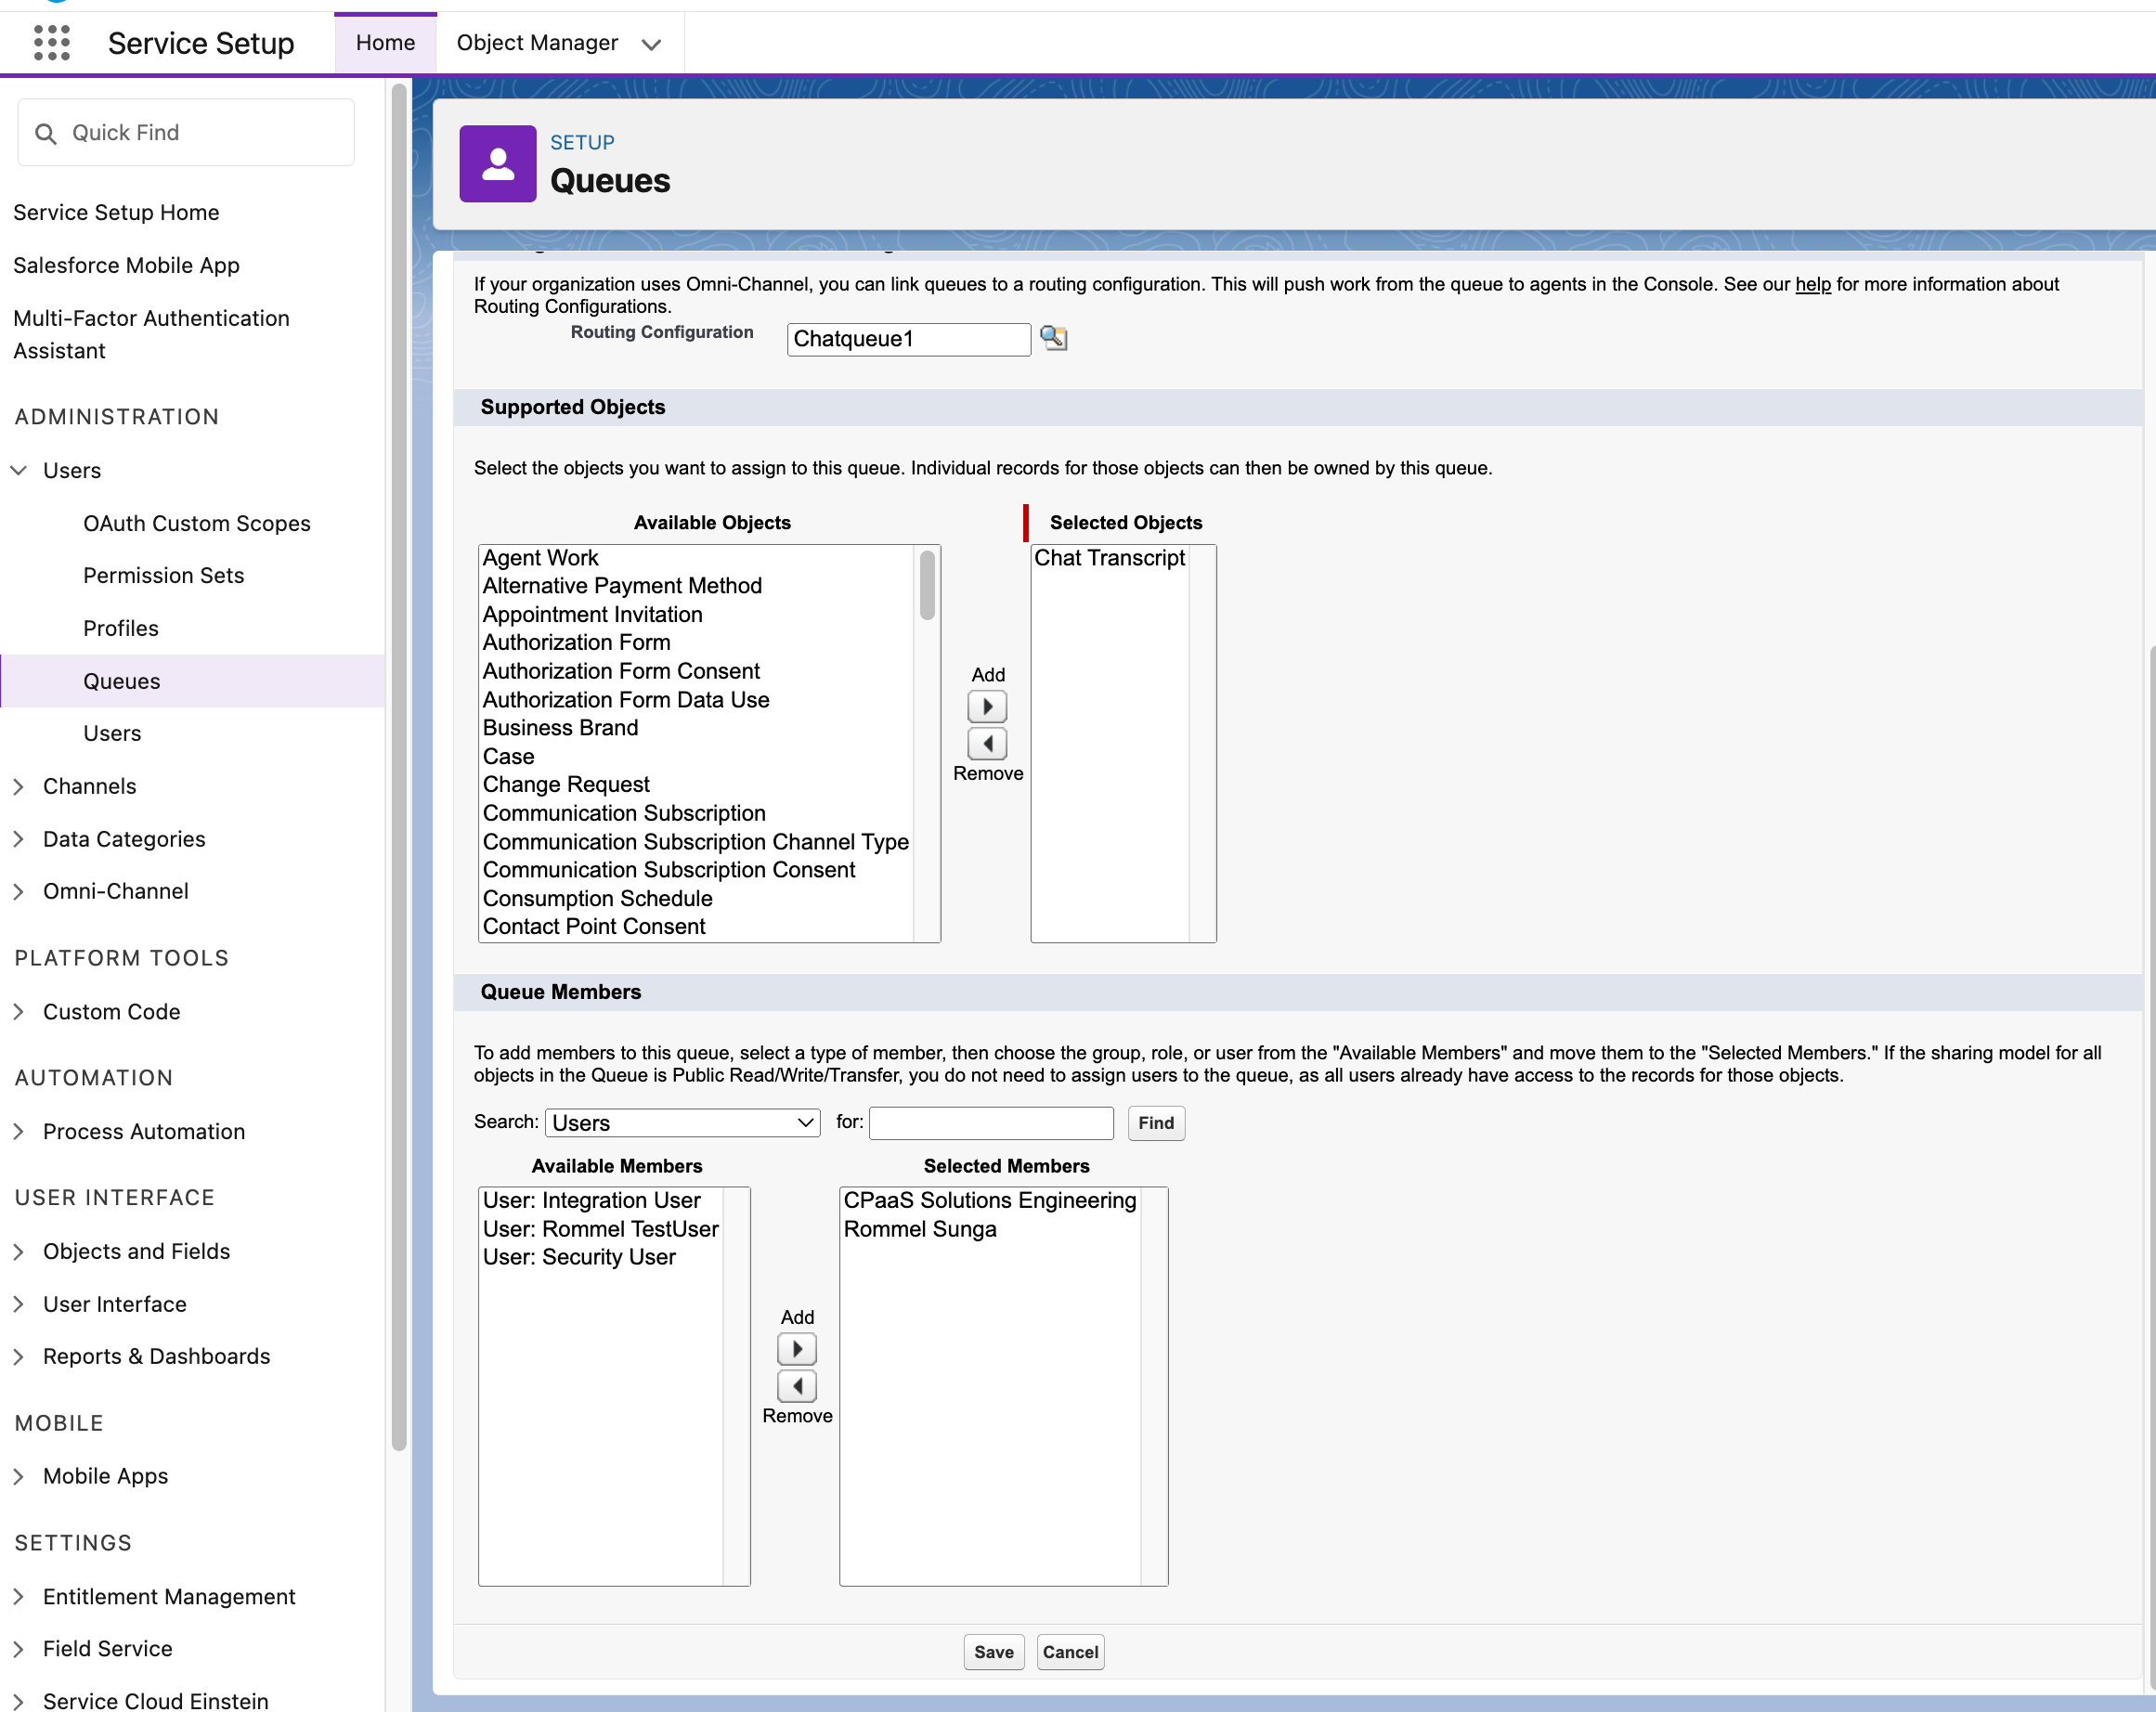 Service Setup
Home
Object Manager
Quick Find
Service Setup Home
Salesforce Mobile App
Multi-Factor Authentication
Assistant
ADMINISTRATION
Users
OAuth Custom Scopes
Permission Sets
Profiles
Queues
Users
Channels
Data Categories
Omni-Channel
PLATFORM TOOLS
Custom Code
AUTOMATION
Process Automation
USER INTERFACE
Objects and Fields
User Interface
Reports & Dashboards
MOBILE
Mobile Apps
SETTINGS
Entitlement Management
Field Service
Service Cloud Einstein
SETUP
Queues
If your organization uses Omni-Channel, you can link queues to a routing configuration. This will push work from the queue to agents in the Console. See our help for more information about
Routing Configurations.
Routing Configuration
Chatqueue1
Supported Objects
Select the objects you want to assign to this queue. Individual records for those objects can then be owned by this queue.
Available Objects
Agent Work
Alternative Payment Method
Appointment Invitation
Authorization Form
Authorization Form Consent
Authorization Form Data Use
Business Brand
Case
Change Request
Communication Subscription
Communication Subscription Channel Type
Communication Subscription Consent
Consumption Schedule
Contact Point Consent
Add
Remove
Selected Objects
Chat Transcript
Queue Members
To add members to this queue, select a type of member, then choose the group, role, or user from the "Available Members" and move them to the "Selected Members." If the sharing model for all
objects in the Queue is Public Read/Write/Transfer, you do not need to assign users to the queue, as all users already have access to the records for those objects.
Search: Users for: Find
Available Members
User: Integration User
User: Rommel TestUser
User: Security User
Add
Remove
Selected Members
CPaaS Solutions Engineering
Rommel Sunga
Save
Cancel